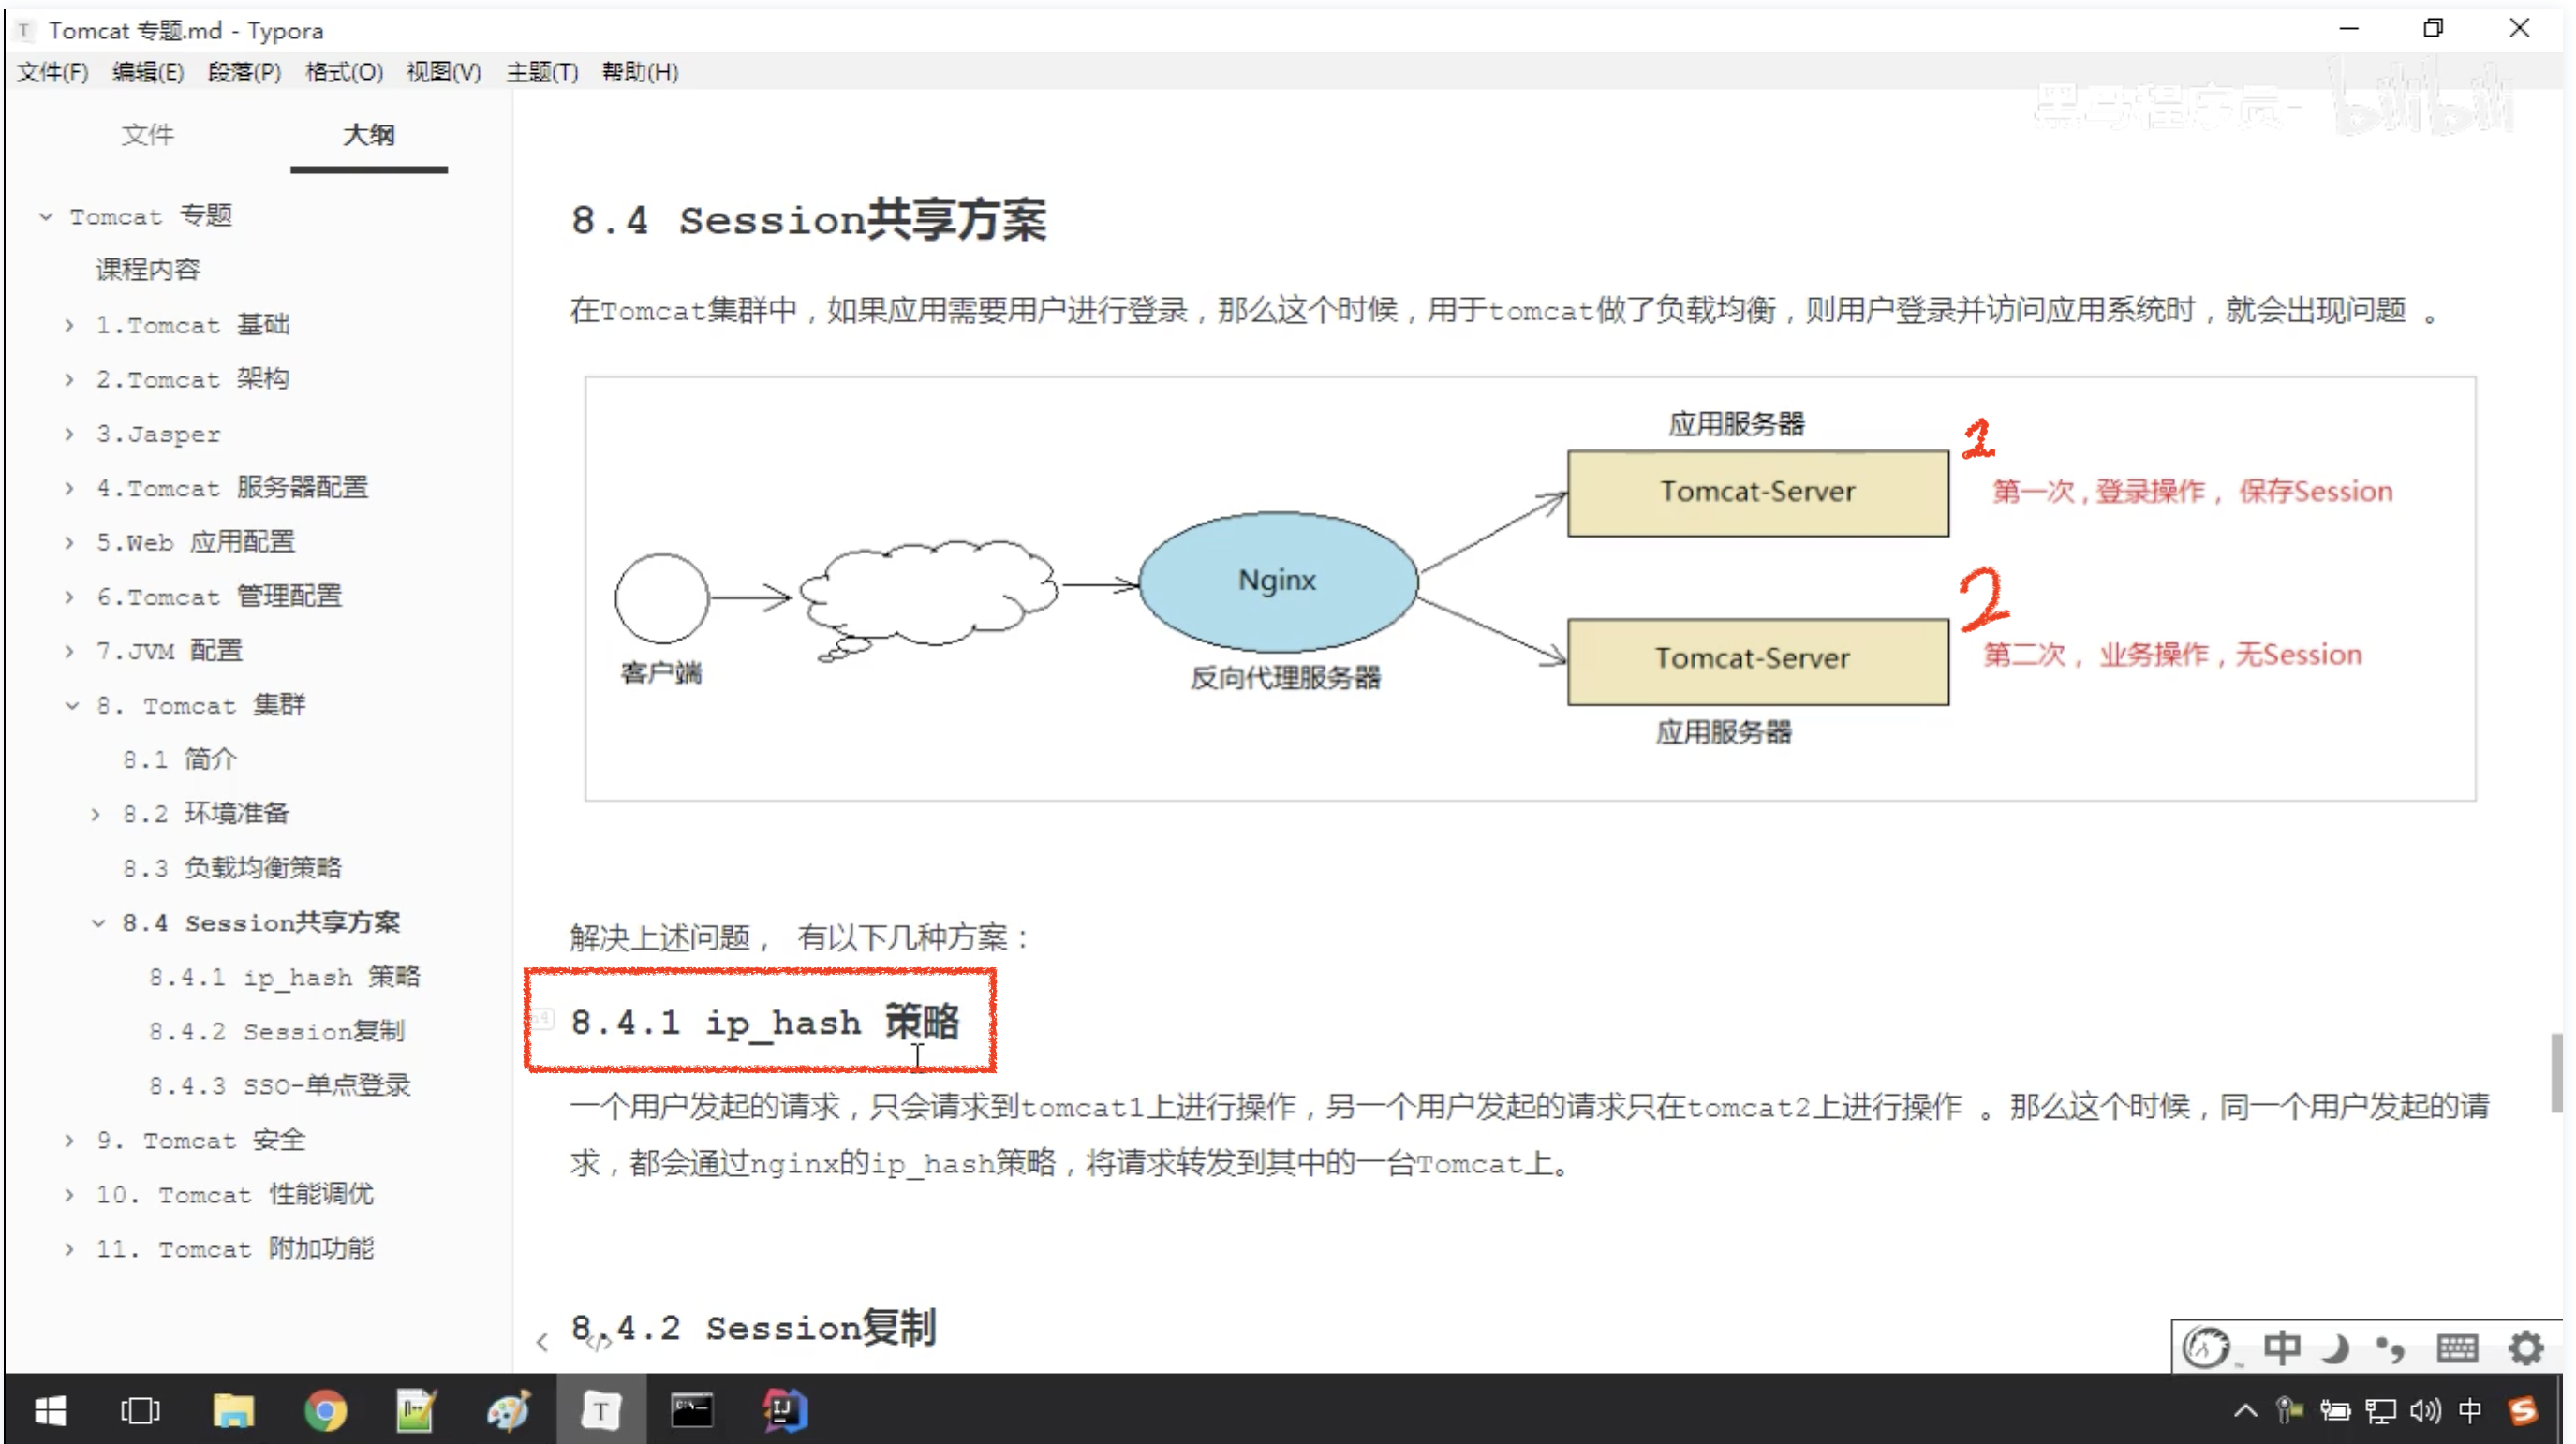 Tomcat 专题.md - Typora
文件(F) 编辑(E) 段落(P) 格式(O) 视图(V) 主题(T) 帮助(H)
黑马程序员- bilibili
文件 大纲
Tomcat 专题
课程内容
1.Tomcat 基础
2.Tomcat 架构
3.Jasper
4.Tomcat 服务器配置
5.Web 应用配置
6.Tomcat 管理配置
7.JVM 配置
8. Tomcat 集群
8.1 简介
8.2 环境准备
8.3 负载均衡策略
8.4 Session共享方案
8.4.1 ip_hash 策略
8.4.2 Session复制
8.4.3 SSO-单点登录
9. Tomcat 安全
10. Tomcat 性能调优
11. Tomcat 附加功能
8.4 Session共享方案
在Tomcat集群中，如果应用需要用户进行登录，那么这个时候，用于tomcat做了负载均衡，则用户登录并访问应用系统时，就会出现问题 。
应用服务器
1
Tomcat-Server
第一次，登录操作， 保存Session
Nginx
2
Tomcat-Server
第二次， 业务操作，无Session
客户端
反向代理服务器
应用服务器
解决上述问题， 有以下几种方案：
h4
8.4.1 ip_hash 策略
一个用户发起的请求，只会请求到tomcat1上进行操作，另一个用户发起的请求只在tomcat2上进行操作 。那么这个时候，同一个用户发起的请
求，都会通过nginx的ip_hash策略，将请求转发到其中的一台Tomcat上。
8.4.2 Session复制
中
中